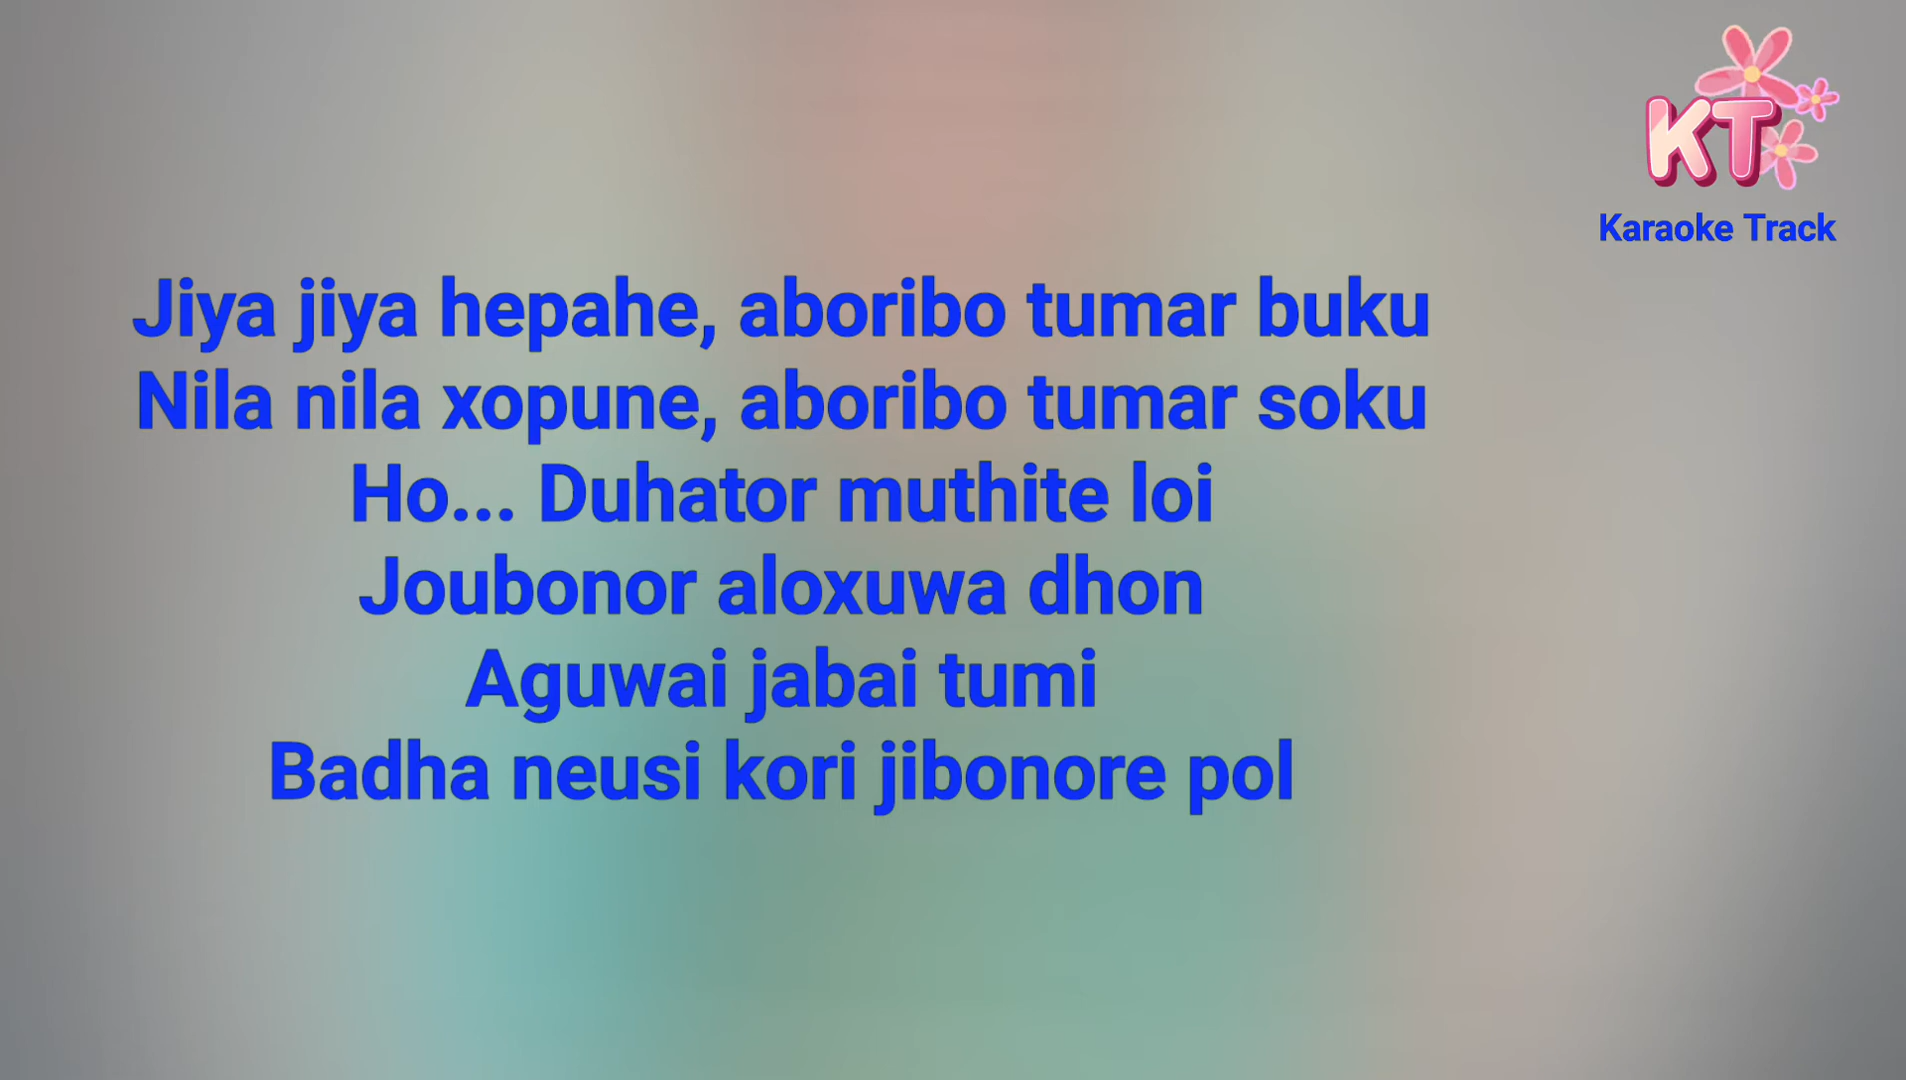 KT
Karaoke Track
Jiya jiya hepahe, aboribo tumar buku
Nila nila xopune, aboribo tumar soku
Ho... Duhator muthite loi
Joubonor aloxuwa dhon
Aguwai jabai tumi
Badha neusi kori jibonore pol